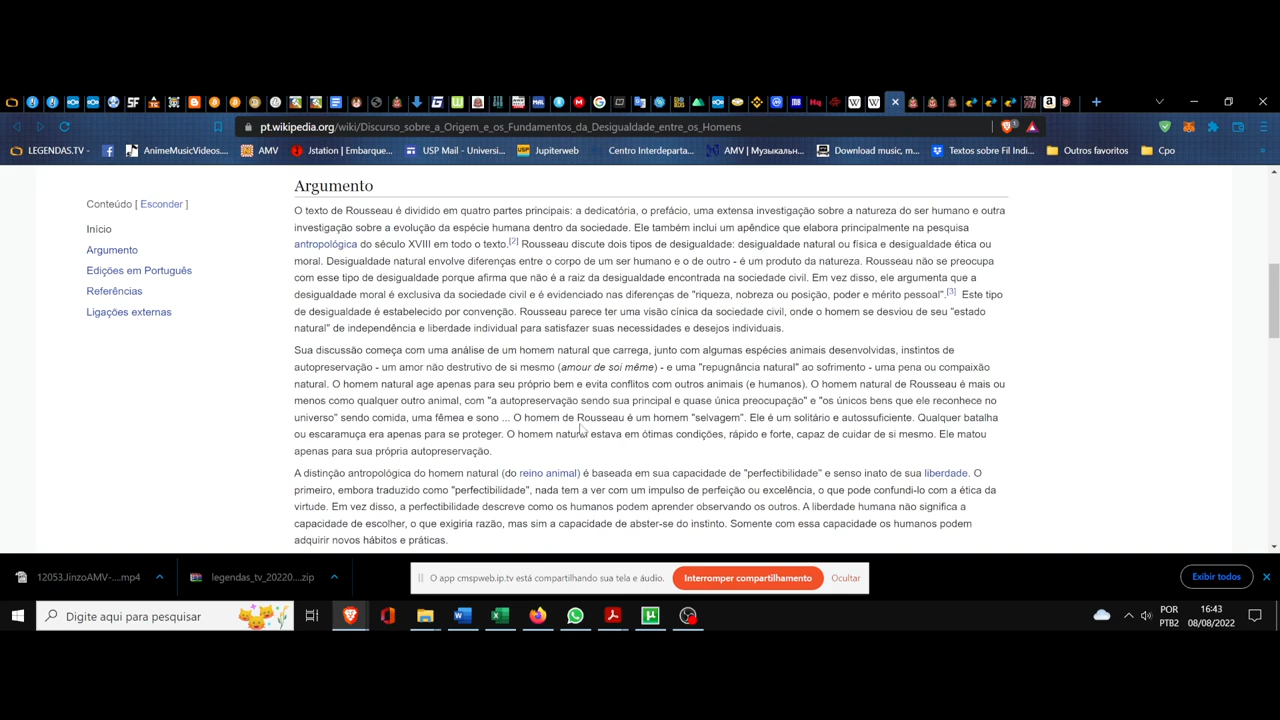 pt.wikipedia.org/wiki/Discurso_sobre_a_Origem_e_os_Fundamentos_da_Desigualdade_entre_os_Homens
LEGENDAS.TV - AnimeMusicVideos... AMV Jstation | Embarque... USP Mail - Universi... Jupiterweb Centro Interdeparta... AMV | Музыкальн... Download music, m... Textos sobre Fil Indi... Outros favoritos Cpo
Conteúdo [ Esconder ]
Início
Argumento
Edições em Português
Referências
Ligações externas
Argumento
O texto de Rousseau é dividido em quatro partes principais: a dedicatória, o prefácio, uma extensa investigação sobre a natureza do ser humano e outra
investigação sobre a evolução da espécie humana dentro da sociedade. Ele também inclui um apêndice que elabora principalmente na pesquisa
antropológica do século XVIII em todo o texto.[2] Rousseau discute dois tipos de desigualdade: desigualdade natural ou física e desigualdade ética ou
moral. Desigualdade natural envolve diferenças entre o corpo de um ser humano e o de outro - é um produto da natureza. Rousseau não se preocupa
com esse tipo de desigualdade porque afirma que não é a raiz da desigualdade encontrada na sociedade civil. Em vez disso, ele argumenta que a
desigualdade moral é exclusiva da sociedade civil e é evidenciado nas diferenças de "riqueza, nobreza ou posição, poder e mérito pessoal".[3] Este tipo
de desigualdade é estabelecido por convenção. Rousseau parece ter uma visão cínica da sociedade civil, onde o homem se desviou de seu "estado
natural" de independência e liberdade individual para satisfazer suas necessidades e desejos individuais.
Sua discussão começa com uma análise de um homem natural que carrega, junto com algumas espécies animais desenvolvidas, instintos de
autopreservação - um amor não destrutivo de si mesmo (amour de soi même) - e uma "repugnância natural" ao sofrimento - uma pena ou compaixão
natural. O homem natural age apenas para seu próprio bem e evita conflitos com outros animais (e humanos). O homem natural de Rousseau é mais ou
menos como qualquer outro animal, com "a autopreservação sendo sua principal e quase única preocupação" e "os únicos bens que ele reconhece no
universo" sendo comida, uma fêmea e sono ... O homem de Rousseau é um homem "selvagem". Ele é um solitário e autossuficiente. Qualquer batalha
ou escaramuça era apenas para se proteger. O homem natural estava em ótimas condições, rápido e forte, capaz de cuidar de si mesmo. Ele matou
apenas para sua própria autopreservação.
A distinção antropológica do homem natural (do reino animal) é baseada em sua capacidade de "perfectibilidade" e senso inato de sua liberdade. O
primeiro, embora traduzido como "perfectibilidade", nada tem a ver com um impulso de perfeição ou excelência, o que pode confundi-lo com a ética da
virtude. Em vez disso, a perfectibilidade descreve como os humanos podem aprender observando os outros. A liberdade humana não significa a
capacidade de escolher, o que exigiria razão, mas sim a capacidade de abster-se do instinto. Somente com essa capacidade os humanos podem
adquirir novos hábitos e práticas.
12053.JinzoAMV-....mp4 legendas_tv_20220....zip O app cmspweb.ip.tv está compartilhando sua tela e áudio. Interromper compartilhamento Ocultar Exibir todos
Digite aqui para pesquisar
POR 16:43
PTB2 08/08/2022